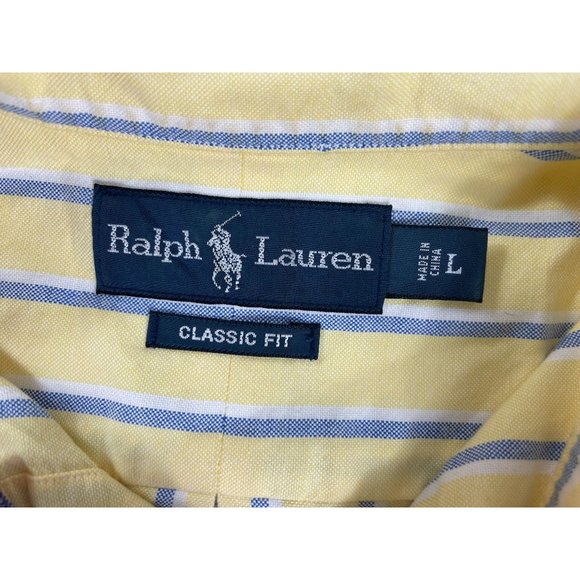 Ralph Lauren
MADE IN
CHINA
L
CLASSIC FIT